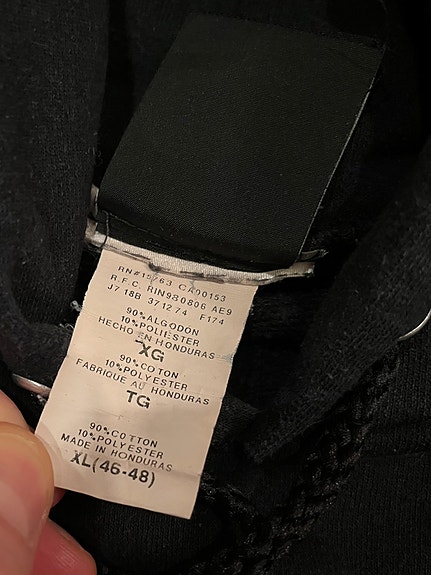 RN#15763 CA00153
R.F.C. RIN930806 AE9
J7 18B 371274 F174
90%ALGODON
10%POLIESTER
HECHO EN HONDURAS
XG
90%COTON
10%POLYESTER
FABRIQUE AU HONDURAS
TG
90%COTTON
10%POLYESTER
MADE IN HONDURAS
XL(46-48)